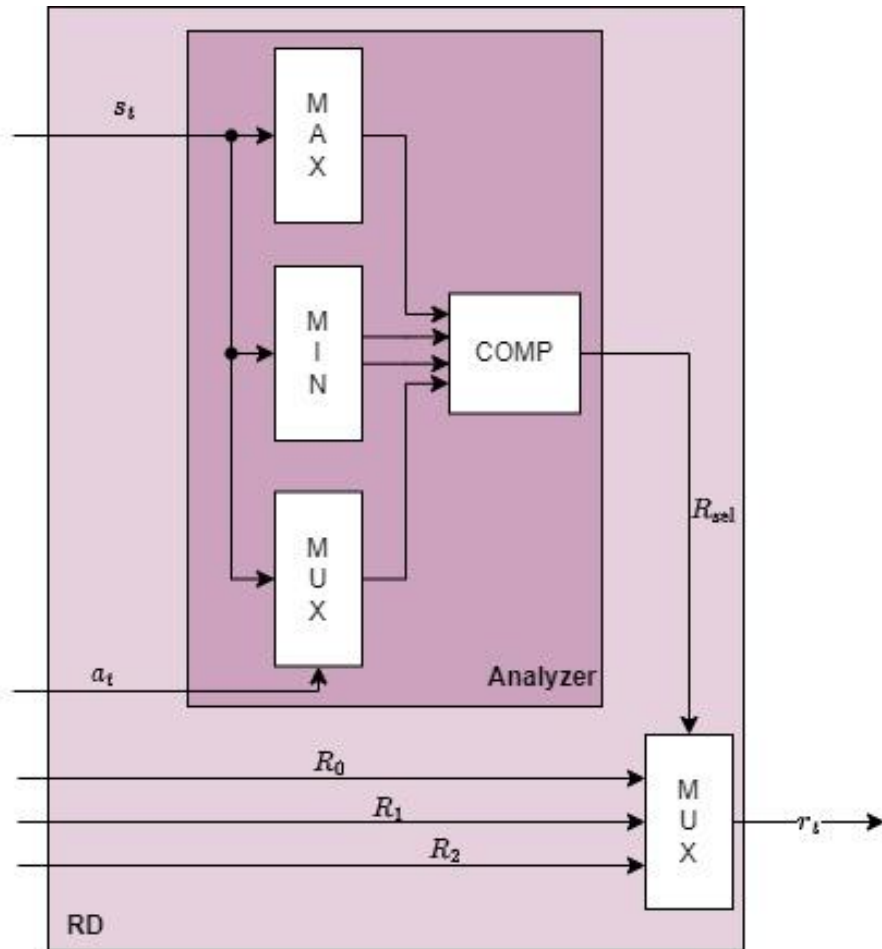 s_t
M
A
X
M
I
N
COMP
M
U
X
R_sel
a_t
Analyzer
R_0
R_1
R_2
M
U
X
r_t
RD